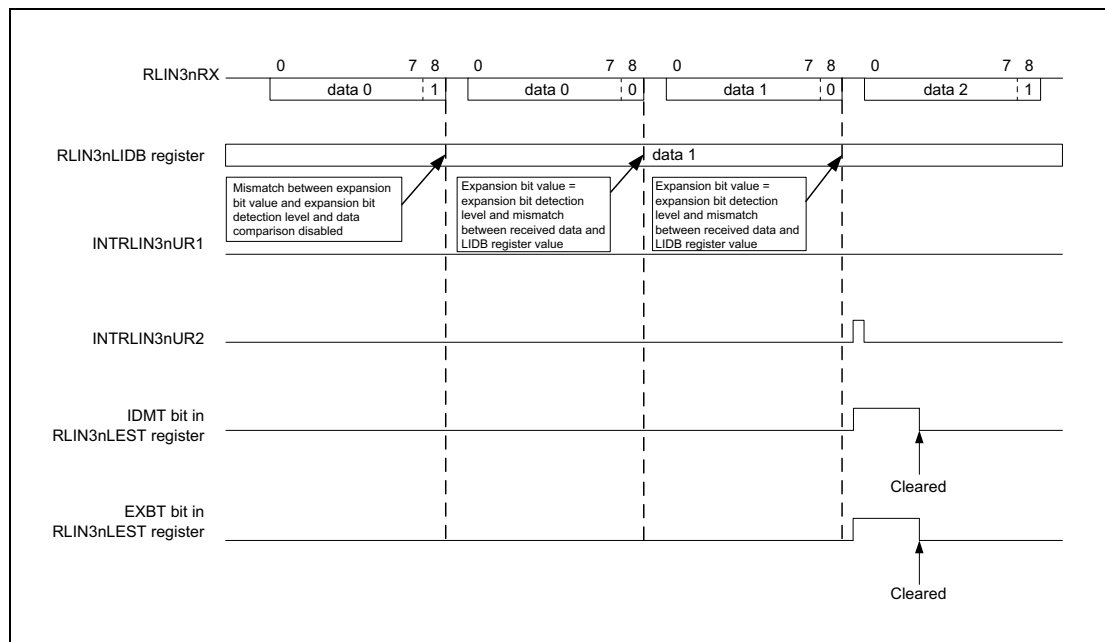 0 7 8 0 7 8 0 7 8 0 7 8
RLIN3nRX
data 0 1 data 0 0 data 1 0 data 2 1
RLIN3nLIDB register
data 1
Mismatch between expansion
bit value and expansion bit
detection level and data
comparison disabled
Expansion bit value =
expansion bit detection
level and mismatch
between received data and
LIDB register value
Expansion bit value =
expansion bit detection
level and mismatch
between received data and
LIDB register value
INTRLIN3nUR1
INTRLIN3nUR2
IDMT bit in
RLIN3nLEST register
Cleared
EXBT bit in
RLIN3nLEST register
Cleared